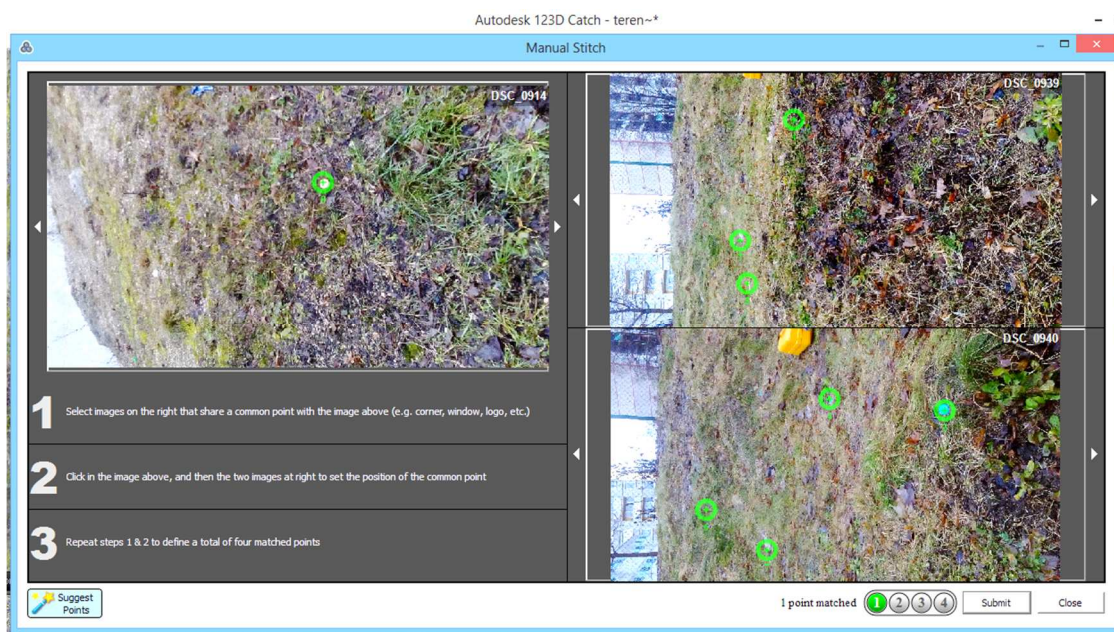 Autodesk 123D Catch - teren~*
Manual Stitch
DSC_0914
DSC_0939
DSC_0940
1 Select images on the right that share a common point with the image above (e.g. corner, window, logo, etc.)
2 Click in the image above, and then the two images at right to set the position of the common point
3 Repeat steps 1 & 2 to define a total of four matched points
Suggest
Points
1 point matched 1 2 3 4 Submit Close